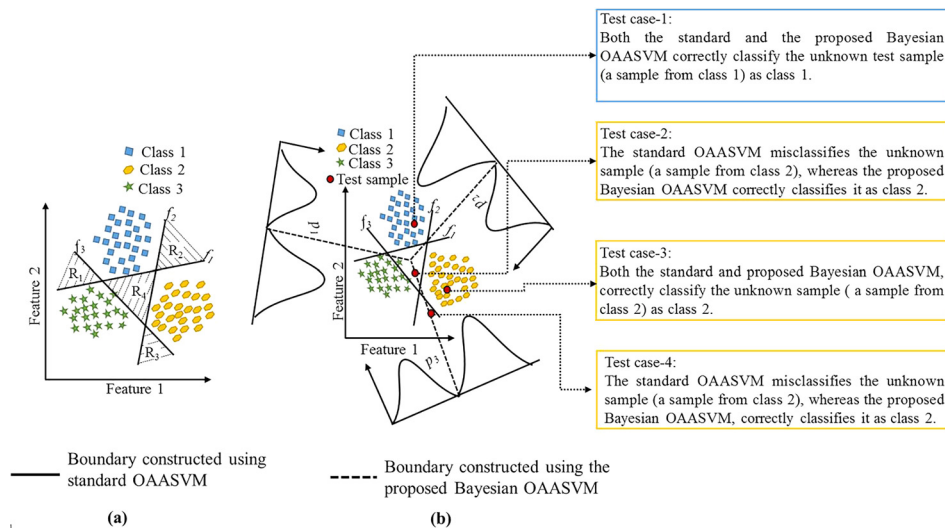 Class 1
Class 2
Class 3
Feature 2
Feature 1
f3
f2
f1
R1
R2
R4
R3
Class 1
Class 2
Class 3
Test sample
Feature 2
Feature 1
f3
f2
f1
P1
P2
P3
Test case-1:
Both the standard and the proposed Bayesian
OAASVM correctly classify the unknown test sample
(a sample from class 1) as class 1.
Test case-2:
The standard OAASVM misclassifies the unknown
sample (a sample from class 2), whereas the proposed
Bayesian OAASVM correctly classifies it as class 2.
Test case-3:
Both the standard and proposed Bayesian OAASVM,
correctly classify the unknown sample ( a sample from
class 2) as class 2.
Test case-4:
The standard OAASVM misclassifies the unknown
sample (a sample from class 2), whereas the proposed
Bayesian OAASVM, correctly classifies it as class 2.
Boundary constructed using
standard OAASVM
Boundary constructed using the
proposed Bayesian OAASVM
(a)
(b)